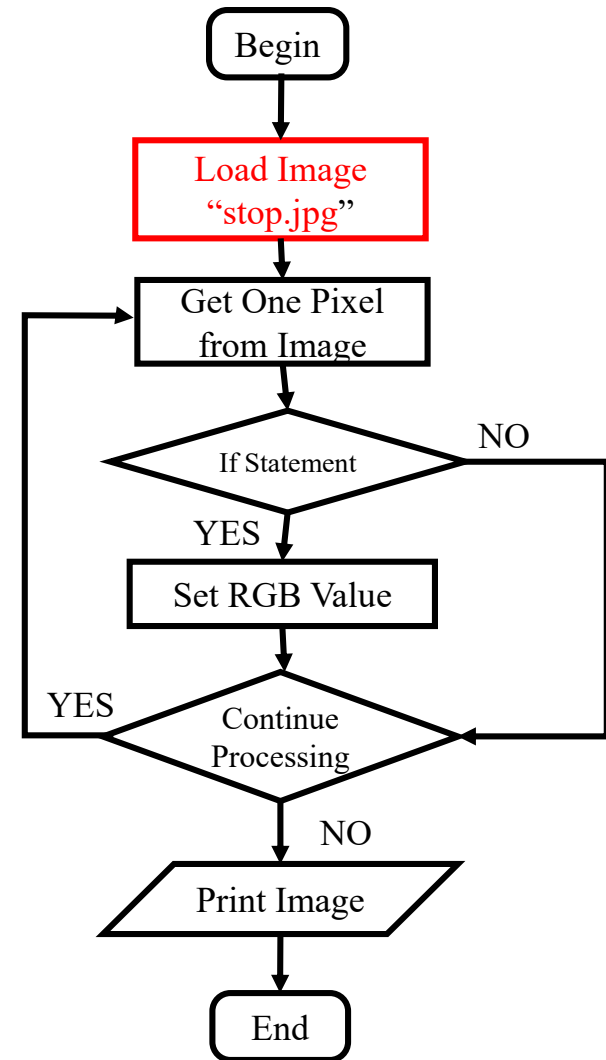 Begin
Load Image
“stop.jpg”
Get One Pixel
from Image
If Statement
NO
YES
Set RGB Value
YES
Continue
Processing
NO
Print Image
End